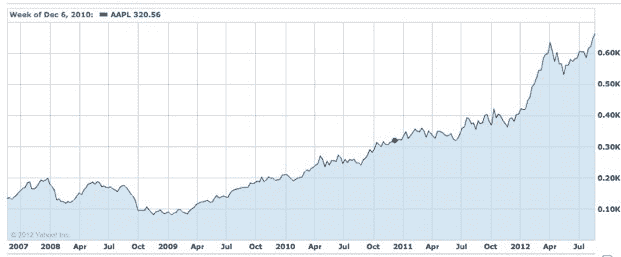 Week of Dec 6, 2010: AAPL 320.56
0.60K
0.50K
0.40K
0.30K
0.20K
0.10K
© 2012 Yahoo! Inc.
2007 2008 Apr Jul Oct 2009 Apr Jul Oct 2010 Apr Jul Oct 2011 Apr Jul Oct 2012 Apr Jul